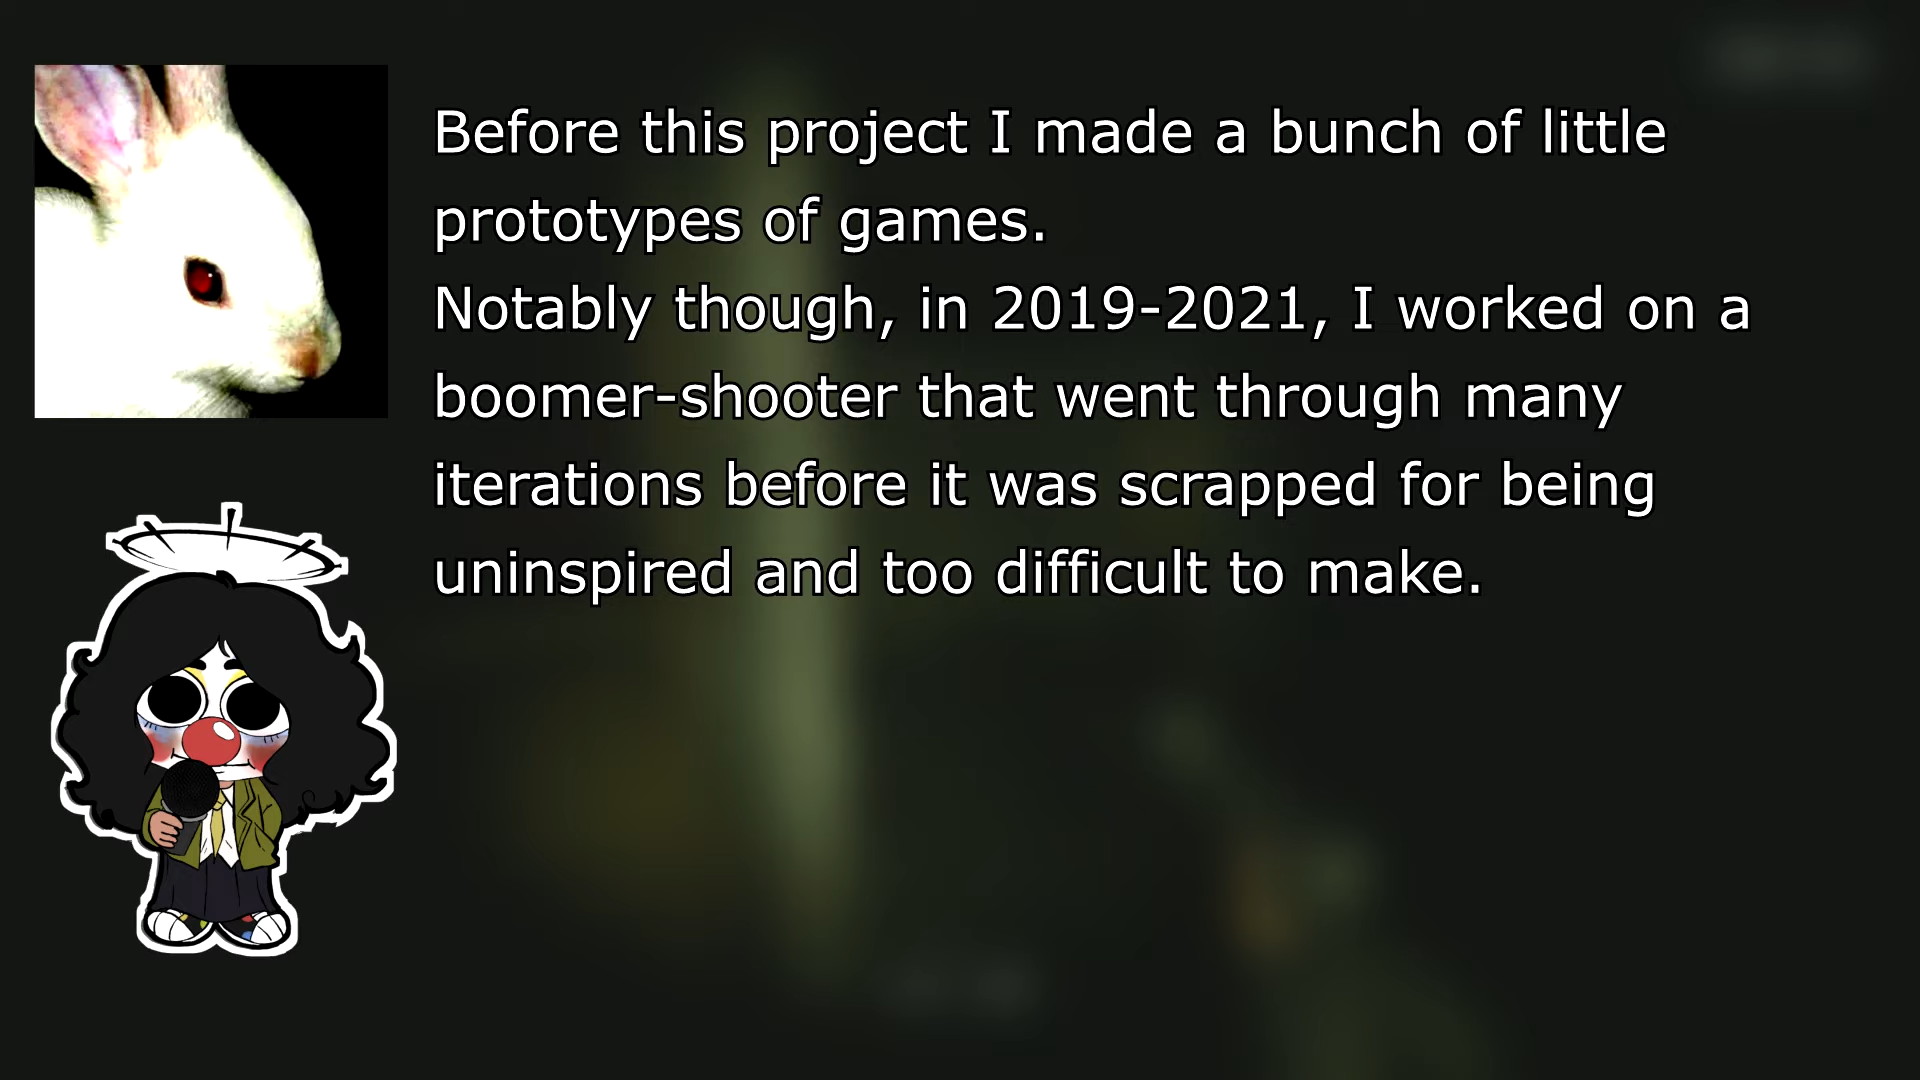 Before this project I made a bunch of little
prototypes of games.
Notably though, in 2019-2021, I worked on a
boomer-shooter that went through many
iterations before it was scrapped for being
uninspired and too difficult to make.